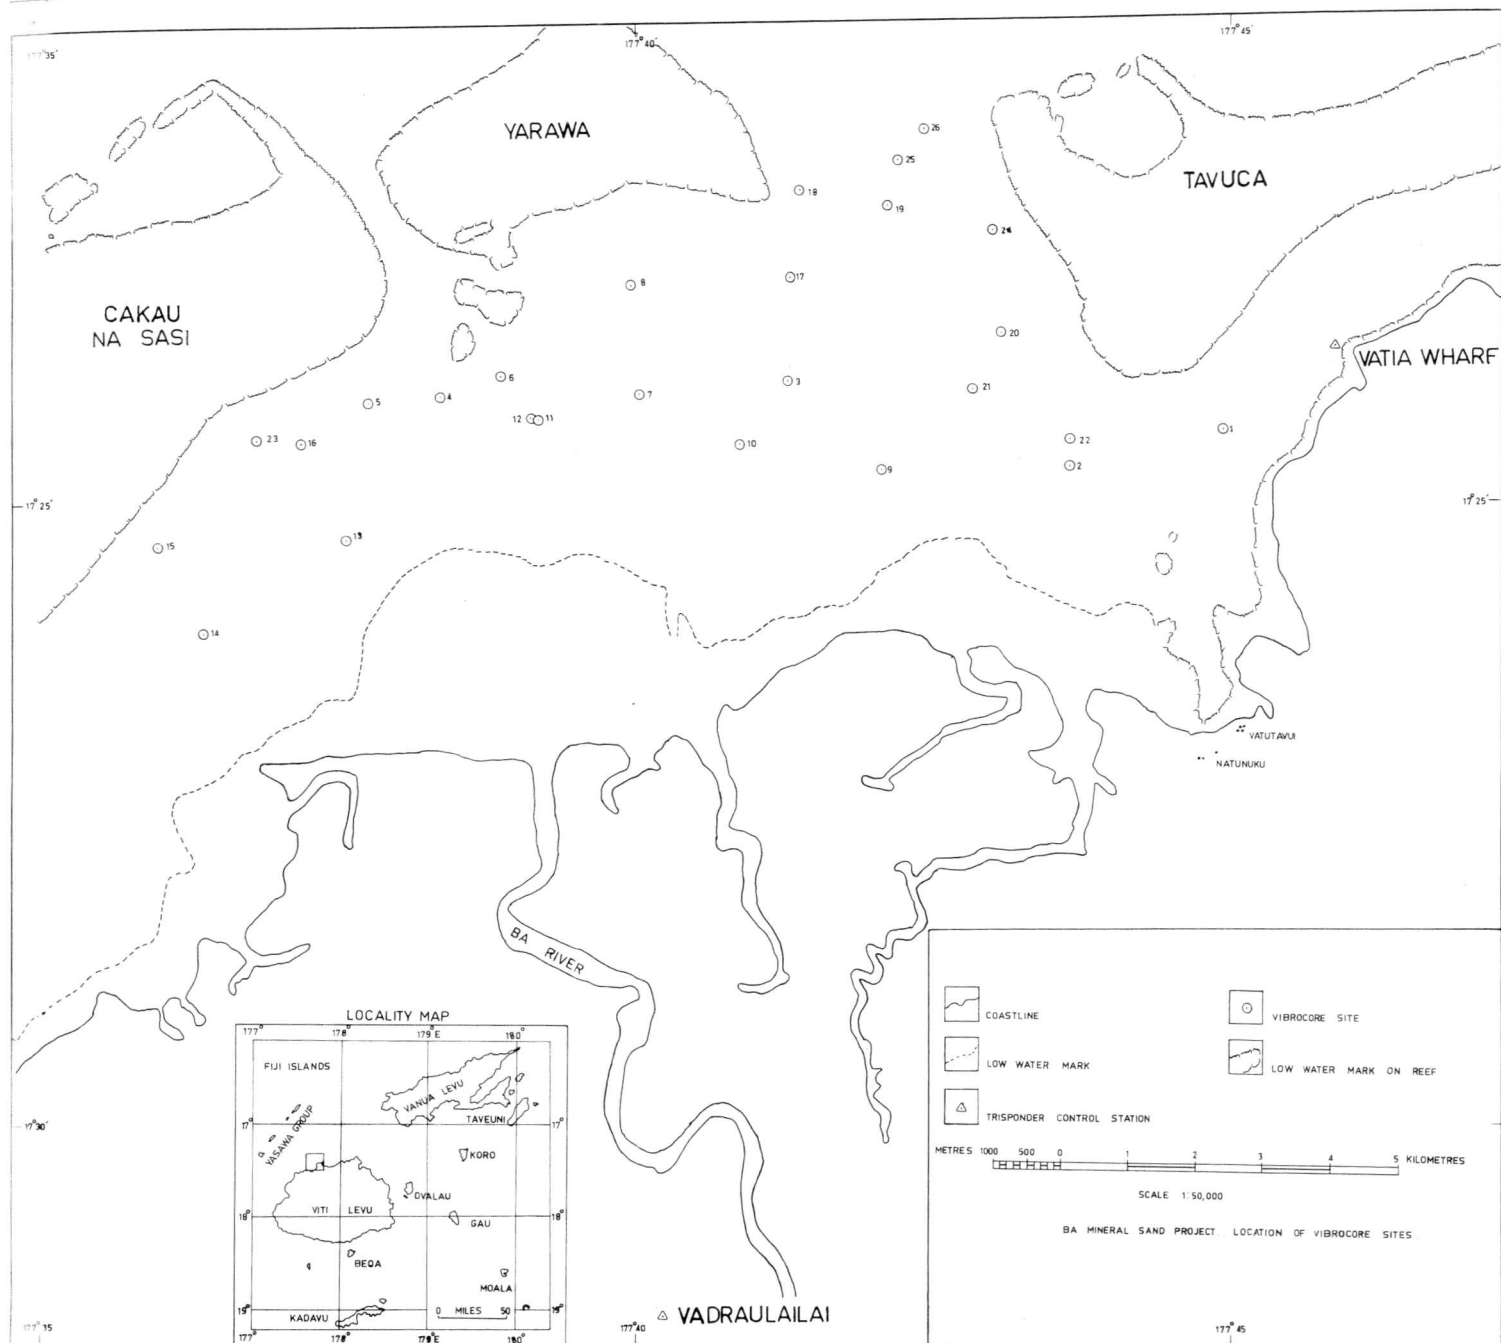 177°35′
177°40′
177°45′
YARAWA
TAVUCA
CAKAU
NA SASI
VATIA WHARF
26
25
18
19
24
17
8
20
6
3
21
5
4
7
12
11
23
16
10
22
1
9
2
17°25′
17°25′
15
13
14
VATUTAVUI
NATUNUKU
BA RIVER
LOCALITY MAP
177°
178°
179°E
180°
FIJI ISLANDS
VANUA LEVU
TAVEUNI
17°
17°
YASAWA GROUP
KORO
OVALAU
VITI LEVU
18°
18°
GAU
BEQA
MOALA
KADAVU
19°
19°
0 MILES 50
177°
178°
179°E
180°
17°30′
COASTLINE
VIBROCORE SITE
LOW WATER MARK
LOW WATER MARK ON REEF
TRISPONDER CONTROL STATION
METRES 1000 500 0 1 2 3 4 5 KILOMETRES
SCALE 1:50,000
BA MINERAL SAND PROJECT. LOCATION OF VIBROCORE SITES.
VADRAULAILAI
177°35
177°40
177°45